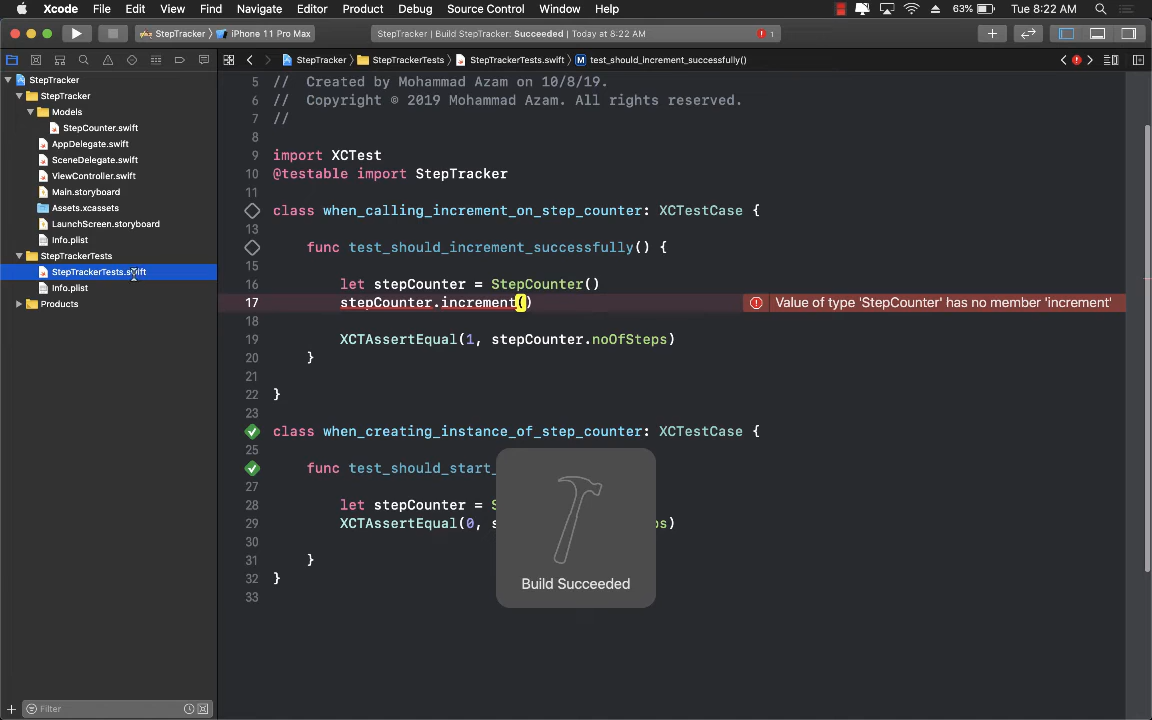 Xcode File Edit View Find Navigate Editor Product Debug Source Control Window Help 63% Tue 8:22 AM
StepTracker iPhone 11 Pro Max StepTracker | Build StepTracker: Succeeded | Today at 8:22 AM 1
StepTracker StepTrackerTests StepTrackerTests.swift M test_should_increment_successfully()
StepTracker
StepTracker
Models
StepCounter.swift
AppDelegate.swift
SceneDelegate.swift
ViewController.swift
Main.storyboard
Assets.xcassets
LaunchScreen.storyboard
Info.plist
StepTrackerTests
StepTrackerTests.swift
Info.plist
Products
Filter
5 // Created by Mohammad Azam on 10/8/19.
6 // Copyright © 2019 Mohammad Azam. All rights reserved.
7 //
8
9 import XCTest
10 @testable import StepTracker
11
class when_calling_increment_on_step_counter: XCTestCase {
13
func test_should_increment_successfully() {
15
16 let stepCounter = StepCounter()
17 stepCounter.increment() Value of type 'StepCounter' has no member 'increment'
18
19 XCTAssertEqual(1, stepCounter.noOfSteps)
20 }
21
22 }
23
class when_creating_instance_of_step_counter: XCTestCase {
25
func test_should_start_
27
28 let stepCounter = S
29 XCTAssertEqual(0, s ps)
30
31 }
32 }
33
Build Succeeded